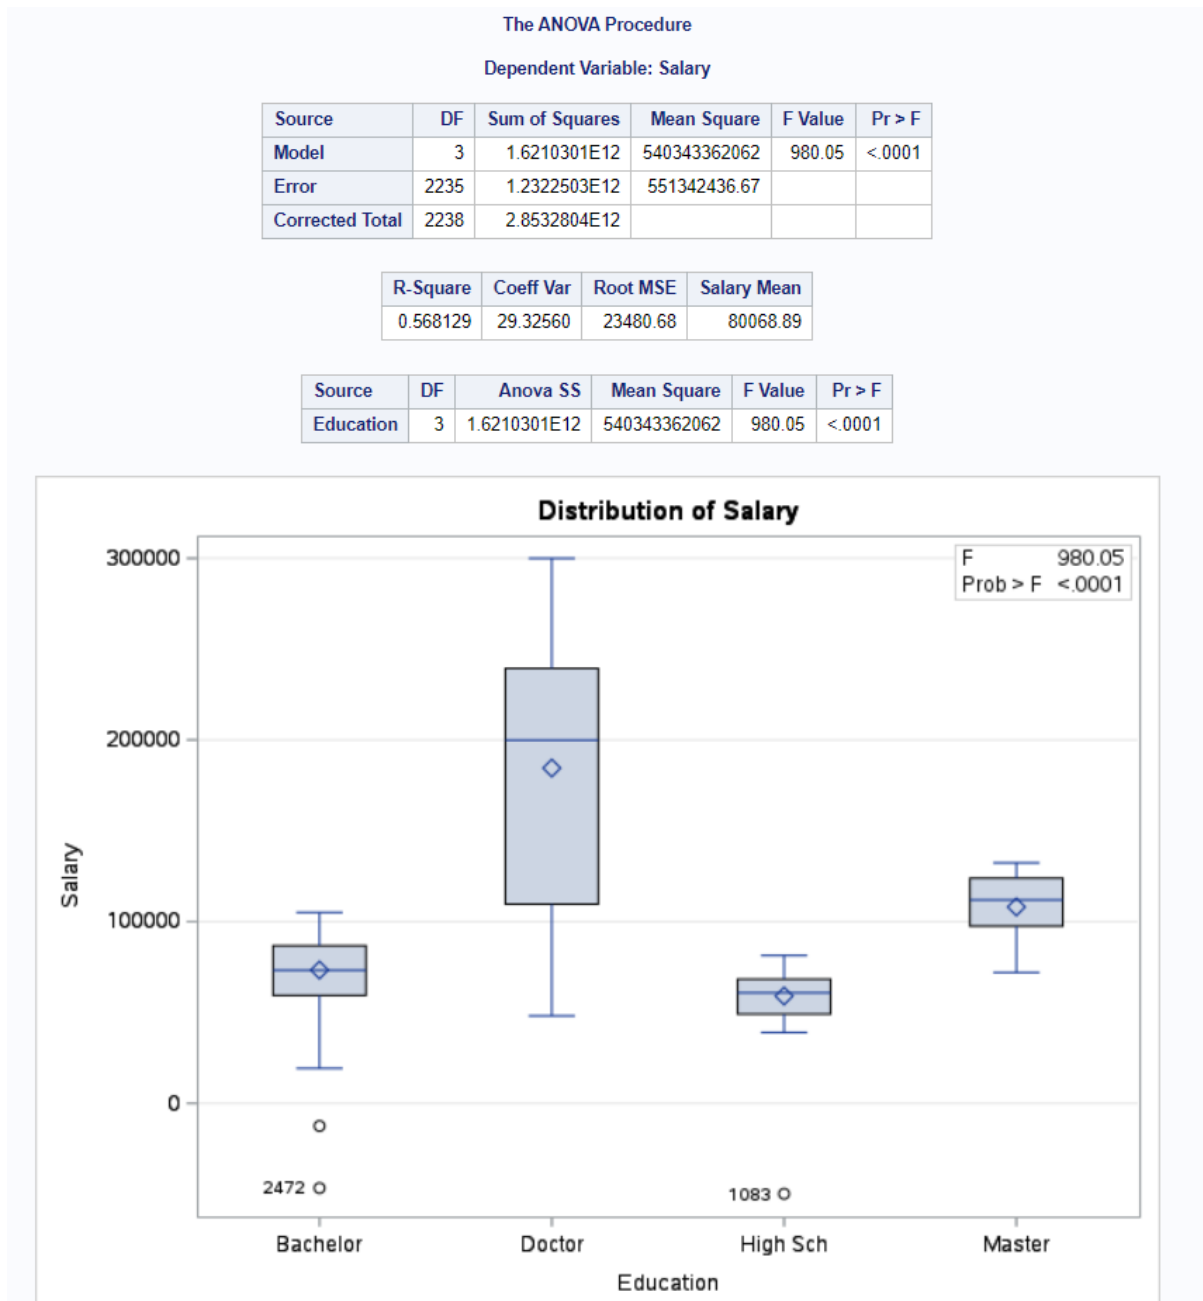 The ANOVA Procedure
Dependent Variable: Salary
Source DF Sum of Squares Mean Square F Value Pr > F
Model 3 1.6210301E12 540343362062 980.05 <.0001
Error 2235 1.2322503E12 551342436.67
Corrected Total 2238 2.8532804E12
R-Square Coeff Var Root MSE Salary Mean
0.568129 29.32560 23480.68 80068.89
Source DF Anova SS Mean Square F Value Pr > F
Education 3 1.6210301E12 540343362062 980.05 <.0001
Distribution of Salary
F 980.05
Prob > F <.0001
300000
200000
100000
0
Salary
2472
1083
Bachelor Doctor High Sch Master
Education